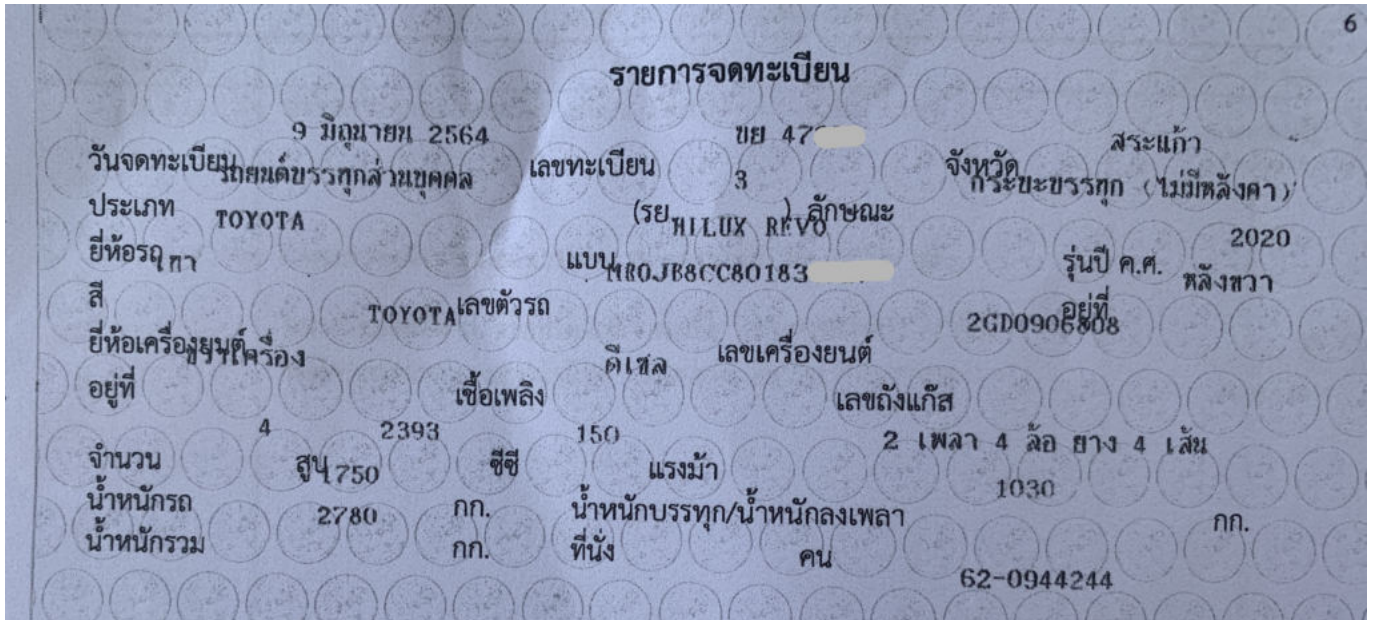 6
รายการจดทะเบียน
9 มิถุนายน 2564 ขย 47 สระแก้ว
วันจดทะเบียน เลขทะเบียน จังหวัด
รถยนต์บรรทุกส่วนบุคคล 3 กระบะบรรทุก (ไม่มีหลังคา)
ประเภท (รย. ) ลักษณะ
TOYOTA HILUX REVO 2020
ยี่ห้อรถ แบบ รุ่นปี ค.ศ.
เทา MR0JB8CC80183 หลังขวา
สี เลขตัวรถ อยู่ที่
TOYOTA 2GD0906808
ยี่ห้อเครื่องยนต์ เลขเครื่องยนต์
ขวาเครื่อง ดีเซล
อยู่ที่ เชื้อเพลิง เลขถังแก๊ส
4 2393 150 2 เพลา 4 ล้อ ยาง 4 เส้น
จำนวน สูบ ซีซี แรงม้า
1750 1030
น้ำหนักรถ กก. น้ำหนักบรรทุก/น้ำหนักลงเพลา กก.
2780
น้ำหนักรวม กก. ที่นั่ง คน
62-0944244